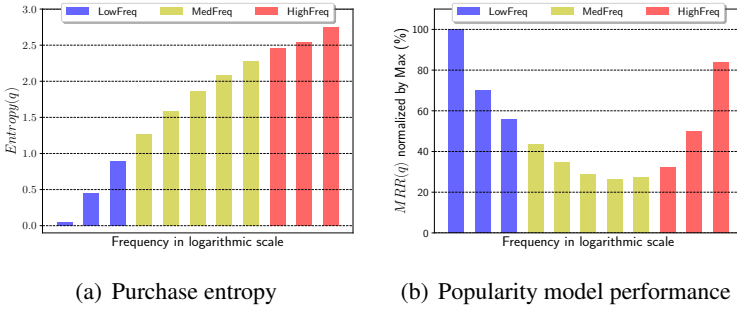 LowFreq MedFreq HighFreq
3.0
2.5
2.0
1.5
1.0
0.5
0.0
Entropy(q)
Frequency in logarithmic scale
(a) Purchase entropy
LowFreq MedFreq HighFreq
100
80
60
40
20
0
MRR(q) normalized by Max (%)
Frequency in logarithmic scale
(b) Popularity model performance